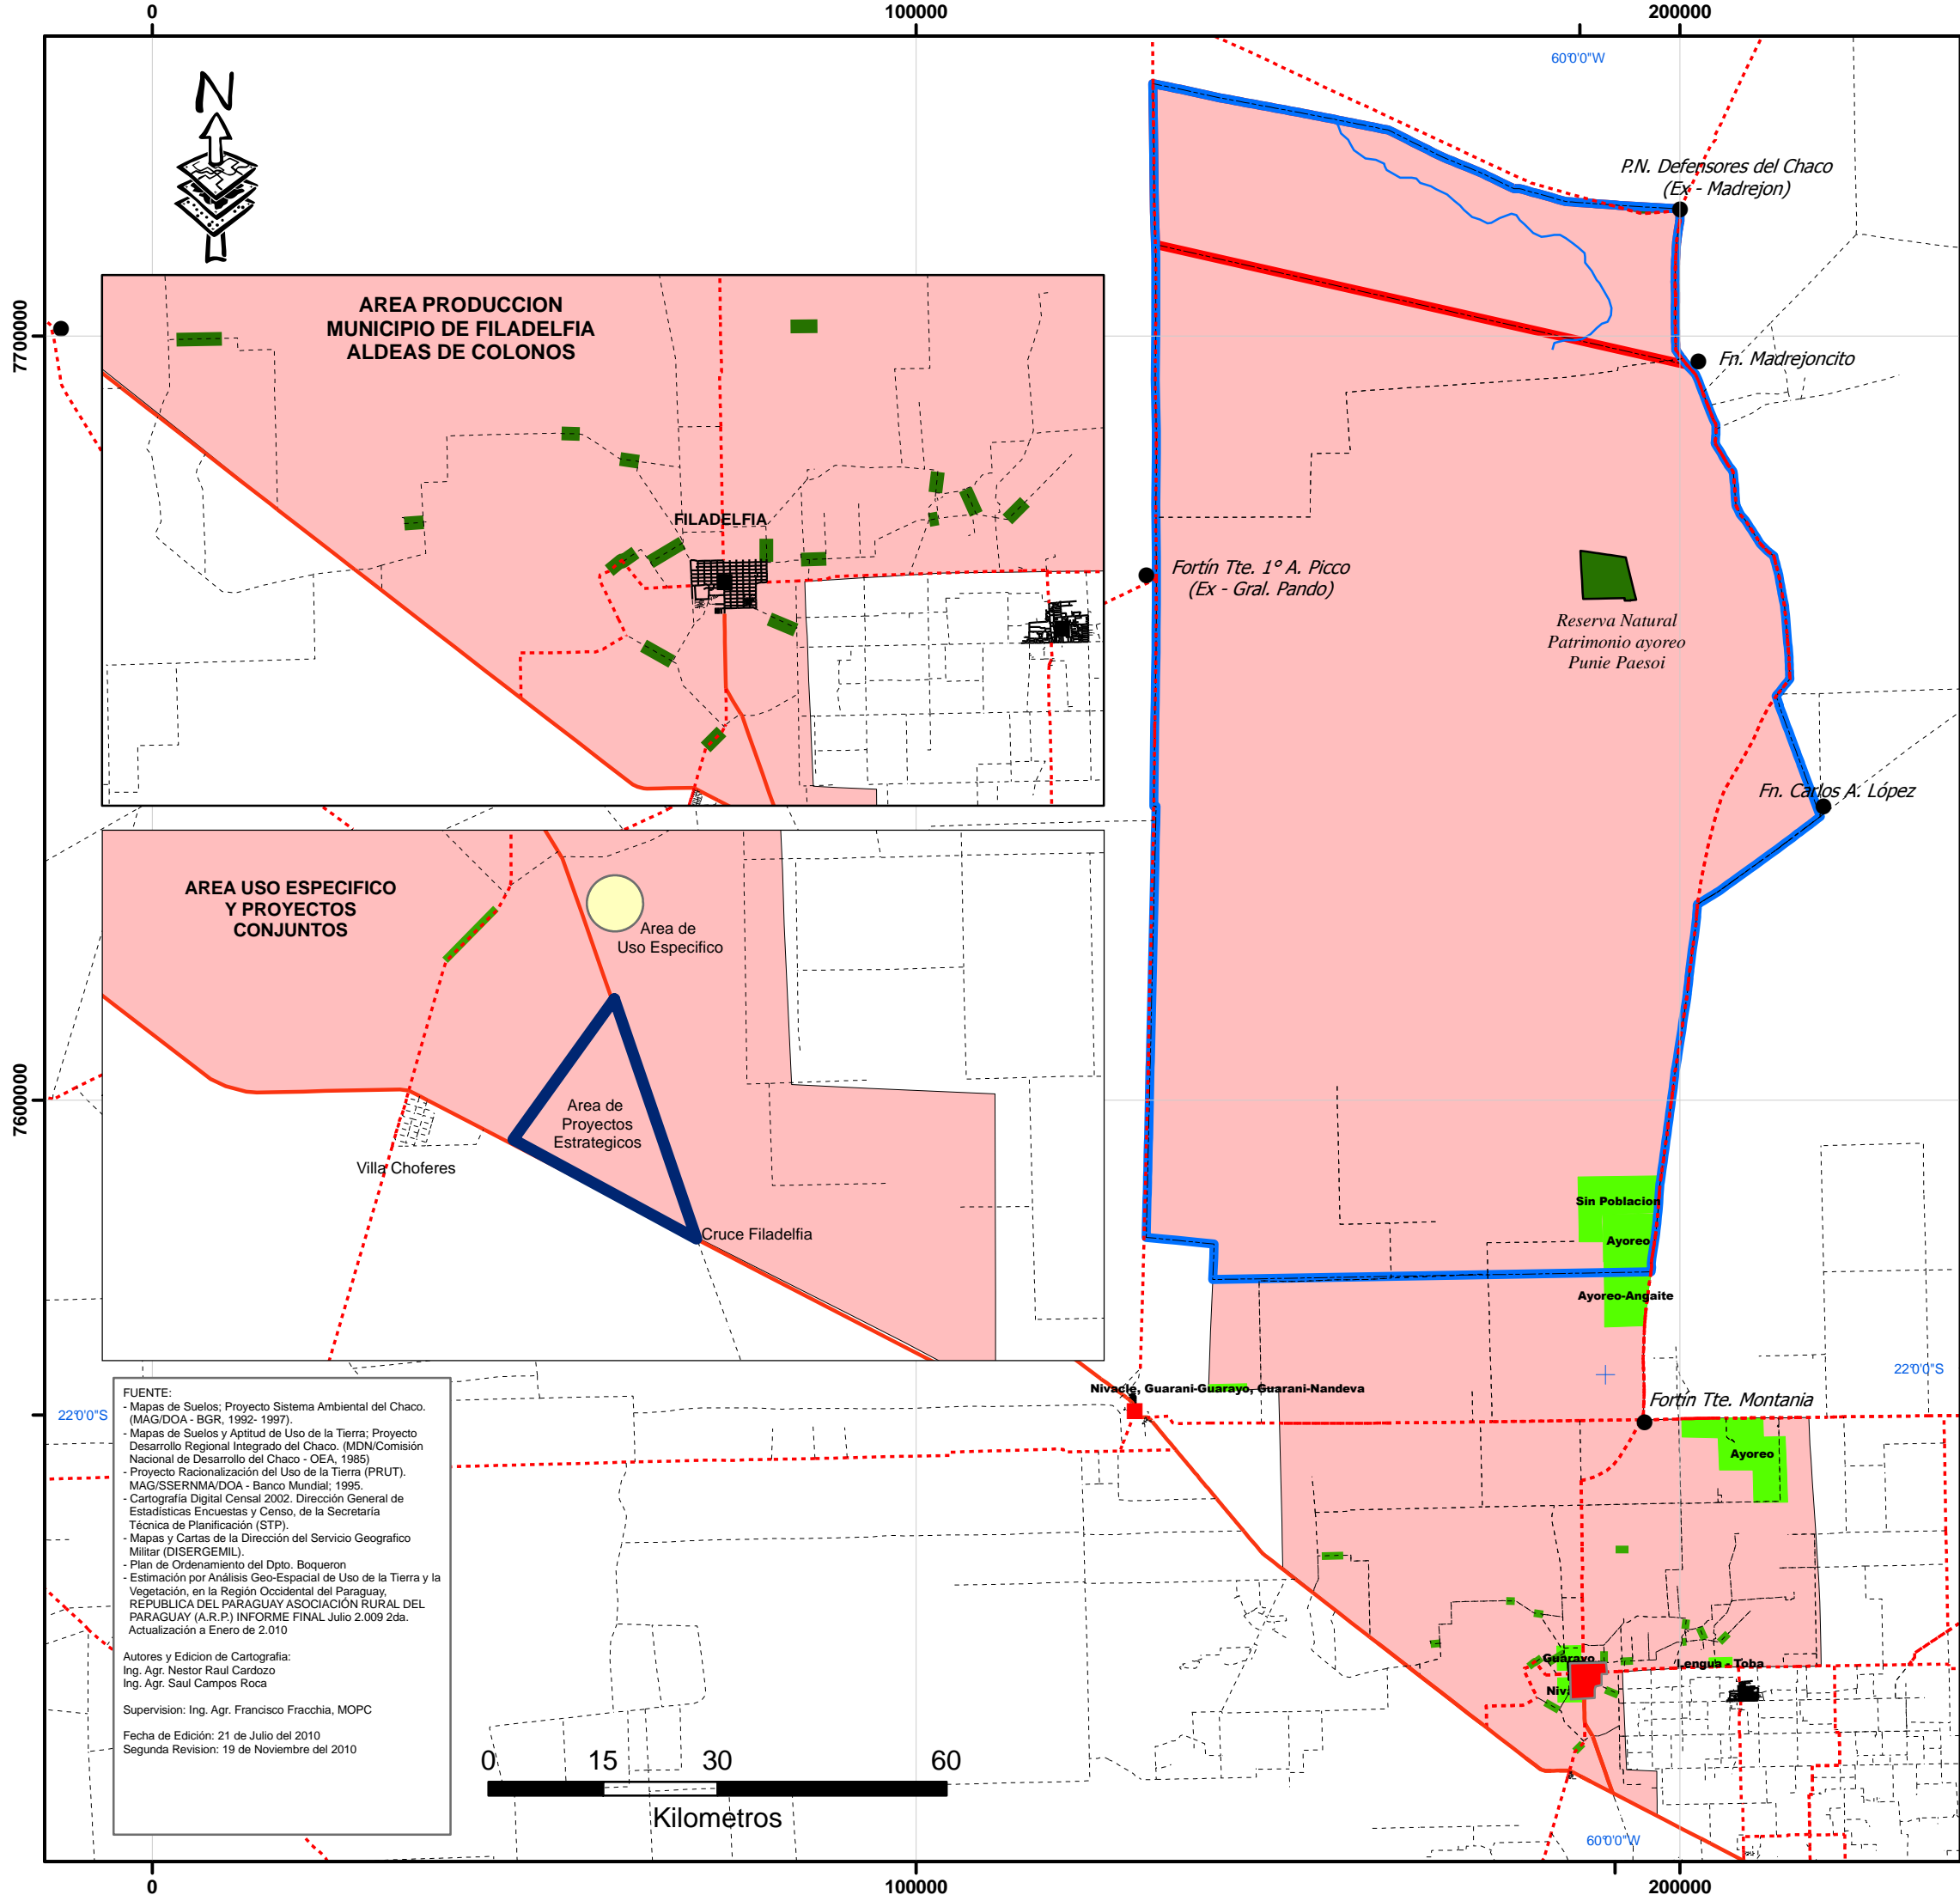 0
100000
200000
60°0'0"W
N
P.N. Defensores del Chaco
(Ex - Madrejon)
7700000
AREA PRODUCCION
MUNICIPIO DE FILADELFIA
ALDEAS DE COLONOS
Fn. Madrejoncito
FILADELFIA
Fortín Tte. 1° A. Picco
(Ex - Gral. Pando)
Reserva Natural
Patrimonio ayoreo
Punie Paesoi
Fn. Carlos A. López
AREA USO ESPECIFICO
Y PROYECTOS
CONJUNTOS
Area de
Uso Especifico
7600000
Area de
Proyectos
Estrategicos
Villa Choferes
Cruce Filadelfia
Sin Poblacion
Ayoreo
Ayoreo-Angaite
22°0'0"S
Nivacle, Guarani-Guarayo, Guarani-Nandeva
Fortín Tte. Montania
22°0'0"S
Ayoreo
FUENTE:
- Mapas de Suelos; Proyecto Sistema Ambiental del Chaco.
(MAG/DOA - BGR, 1992- 1997).
- Mapas de Suelos y Aptitud de Uso de la Tierra; Proyecto
Desarrollo Regional Integrado del Chaco. (MDN/Comisión
Nacional de Desarrollo del Chaco - OEA, 1985)
- Proyecto Racionalización del Uso de la Tierra (PRUT).
MAG/SSERNMA/DOA - Banco Mundial; 1995.
- Cartografía Digital Censal 2002. Dirección General de
Estadísticas Encuestas y Censo, de la Secretaría
Técnica de Planificación (STP).
- Mapas y Cartas de la Dirección del Servicio Geografico
Militar (DISERGEMIL).
- Plan de Ordenamiento del Dpto. Boqueron
- Estimación por Análisis Geo-Espacial de Uso de la Tierra y la
Vegetación, en la Región Occidental del Paraguay,
REPUBLICA DEL PARAGUAY ASOCIACIÓN RURAL DEL
PARAGUAY (A.R.P.) INFORME FINAL Julio 2.009 2da.
Actualización a Enero de 2.010
Autores y Edicion de Cartografia:
Ing. Agr. Nestor Raul Cardozo
Ing. Agr. Saul Campos Roca
Supervision: Ing. Agr. Francisco Fracchia, MOPC
Fecha de Edición: 21 de Julio del 2010
Segunda Revision: 19 de Noviembre del 2010
Guarayo
Lengua - Toba
Niva
0 15 30 60
Kilometros
60°0'0"W
0
100000
200000